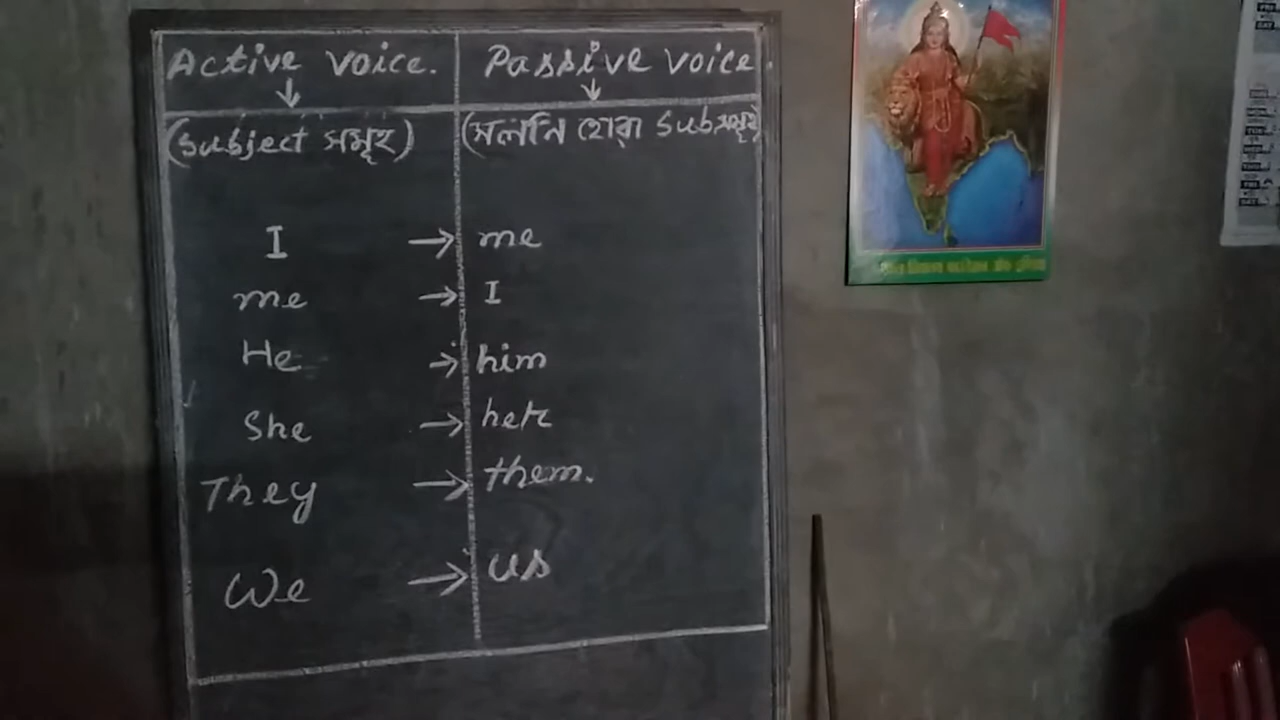 Active voice. Passive voice.
(Subject সমূহ) (সলনি হোৱা Subসমূহ)
I → me
me → I
He → him
She → her
They → them.
We → us